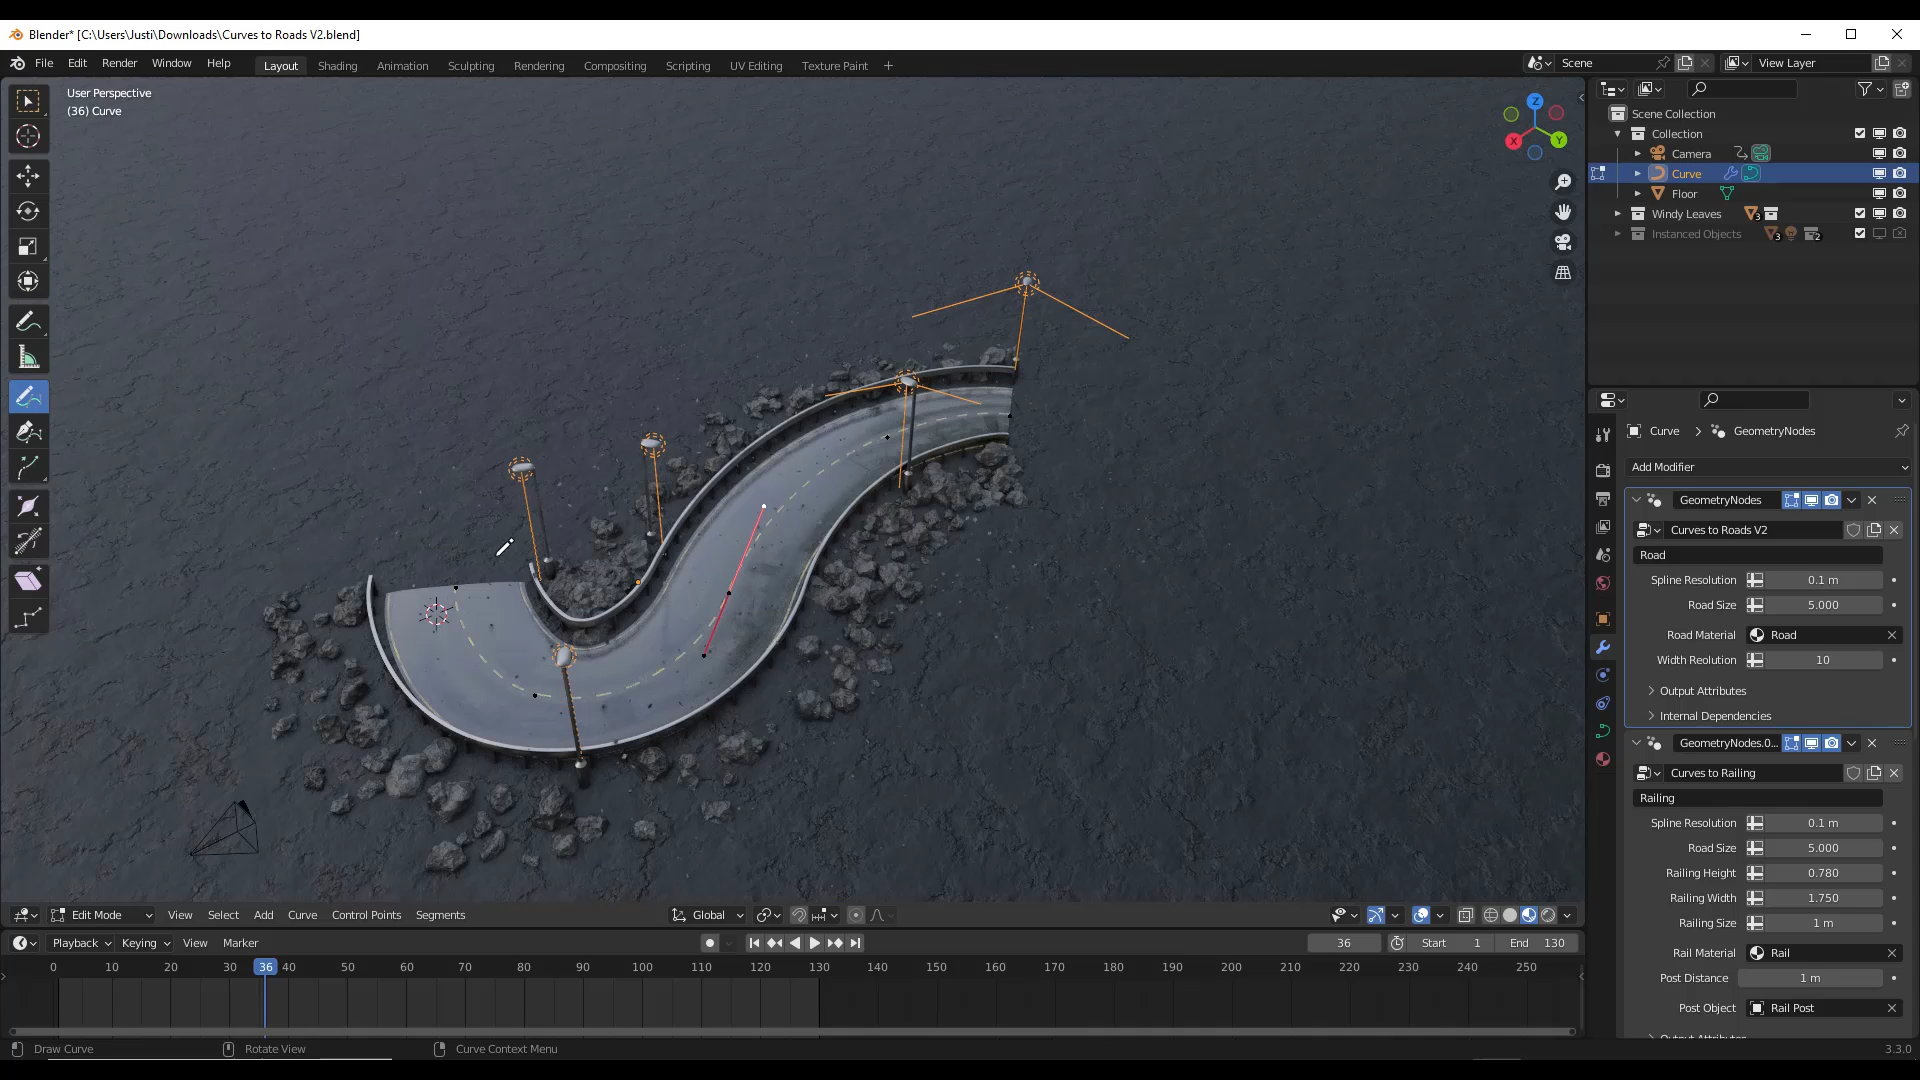 Blender* [C:\Users\Justi\Downloads\Curves to Roads V2.blend]
File Edit Render Window Help Layout Shading Animation Sculpting Rendering Compositing Scripting UV Editing Texture Paint + Scene View Layer
User Perspective
(36) Curve
Z
X
Y
Scene Collection
Collection
Camera
Curve
Floor
Windy Leaves 3
Instanced Objects 3 2
Curve > GeometryNodes
Add Modifier
GeometryNodes
Curves to Roads V2
Road
Spline Resolution 0.1 m
Road Size 5.000
Road Material Road
Width Reolution 10
Output Attributes
Internal Dependencies
GeometryNodes.0...
Curves to Railing
Railing
Spline Resolution 0.1 m
Road Size 5.000
Railing Height 0.780
Railing Width 1.750
Railing Size 1 m
Rail Material Rail
Post Distance 1 m
Post Object Rail Post
Output Attributes
Edit Mode View Select Add Curve Control Points Segments Global
Playback Keying View Marker 36 Start 1 End 130
0 10 20 30 36 40 50 60 70 80 90 100 110 120 130 140 150 160 170 180 190 200 210 220 230 240 250
Draw Curve Rotate View Curve Context Menu 3.3.0